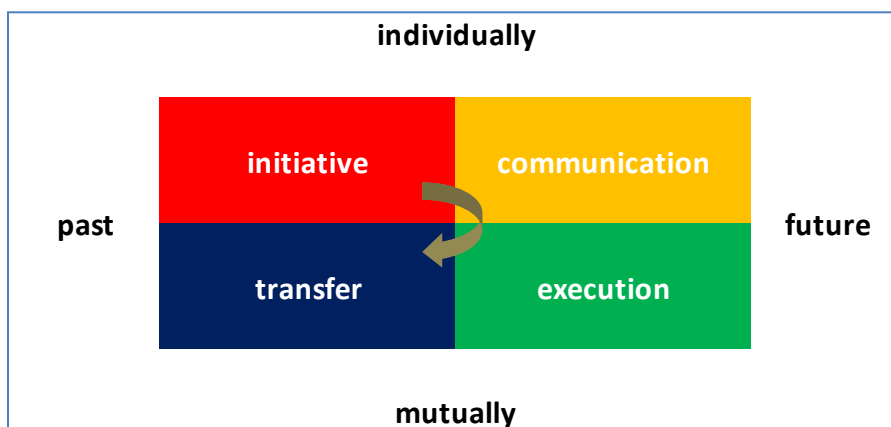 individually
initiative communication
past future
transfer execution
mutually